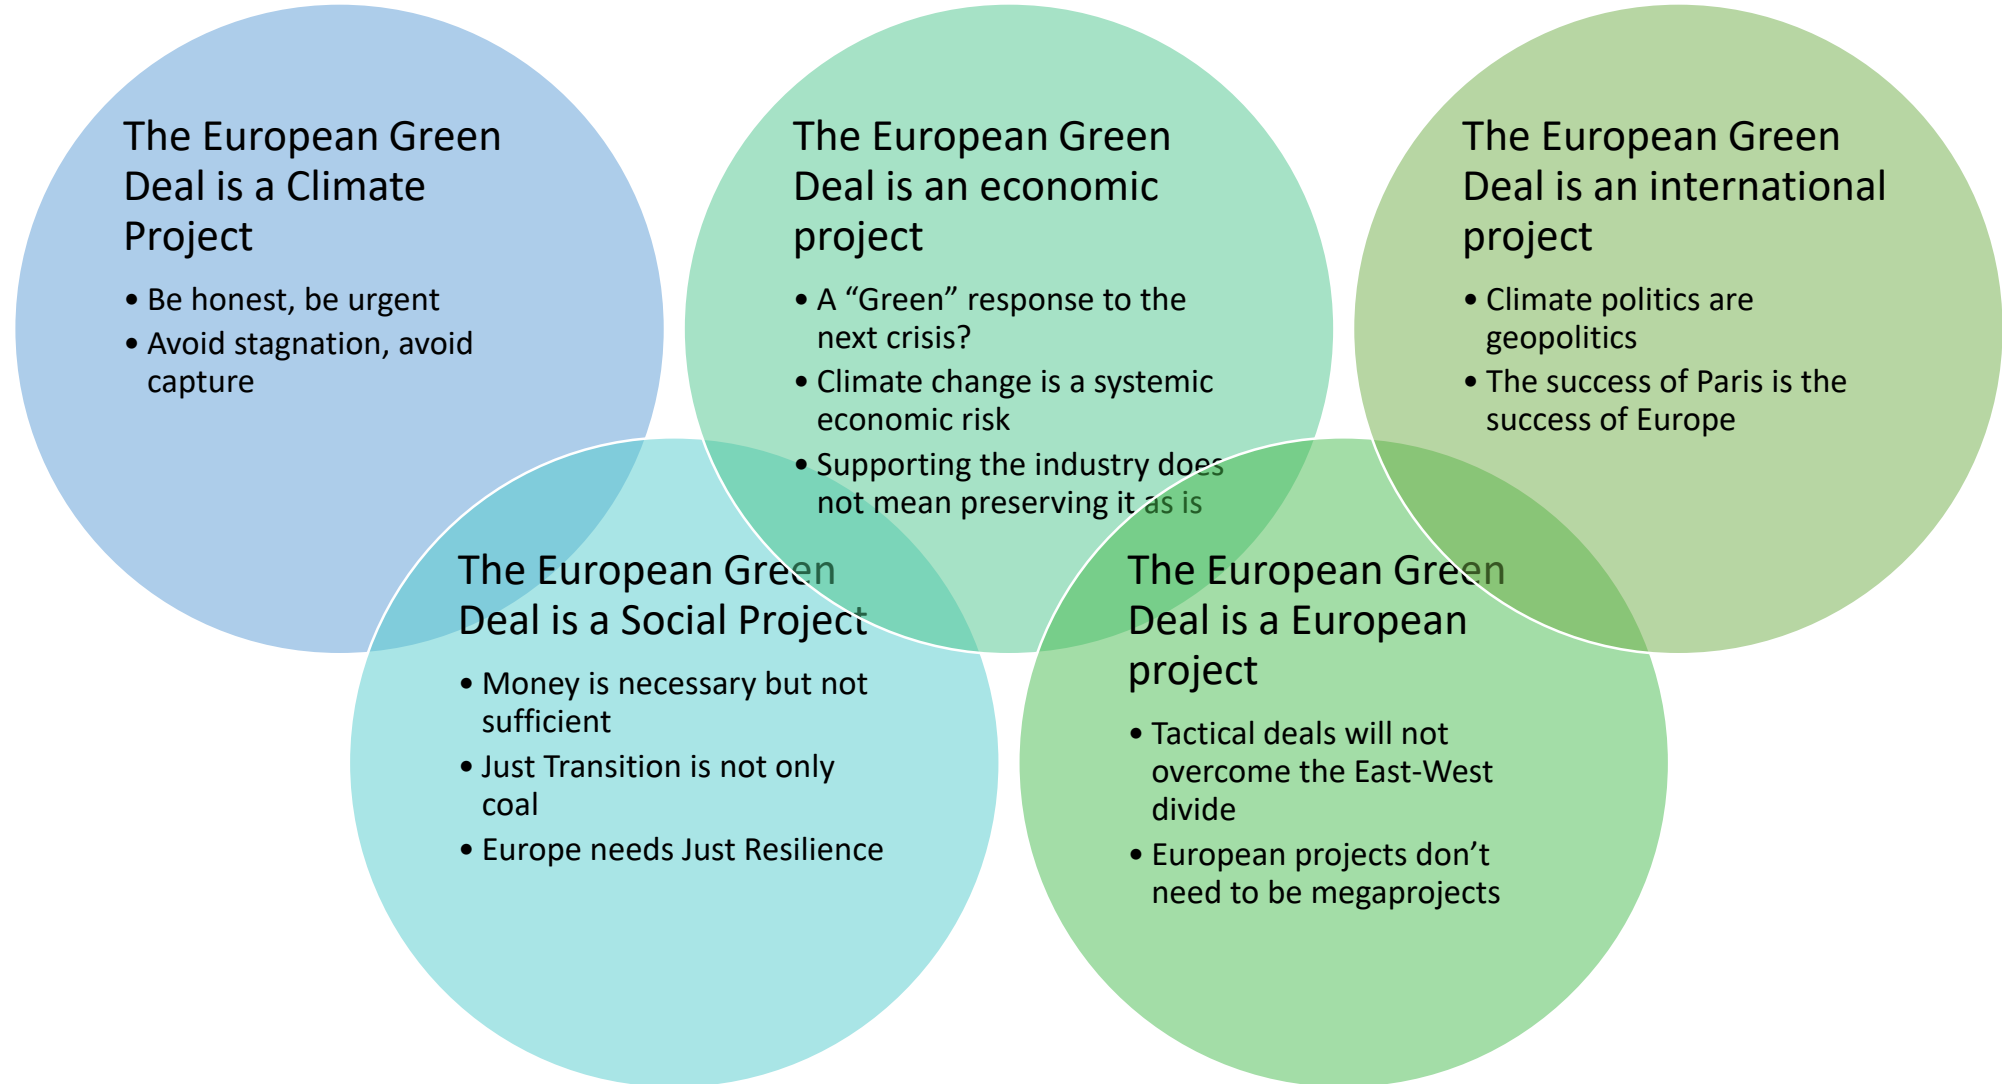 The European Green
Deal is a Climate
Project
• Be honest, be urgent
• Avoid stagnation, avoid
capture
The European Green
Deal is a Social Project
• Money is necessary but not
sufficient
• Just Transition is not only
coal
• Europe needs Just Resilience
The European Green
Deal is an economic
project
• A “Green” response to the
next crisis?
• Climate change is a systemic
economic risk
• Supporting the industry does
not mean preserving it as is
The European Green
Deal is a European
project
• Tactical deals will not
overcome the East-West
divide
• European projects don’t
need to be megaprojects
The European Green
Deal is an international
project
• Climate politics are
geopolitics
• The success of Paris is the
success of Europe